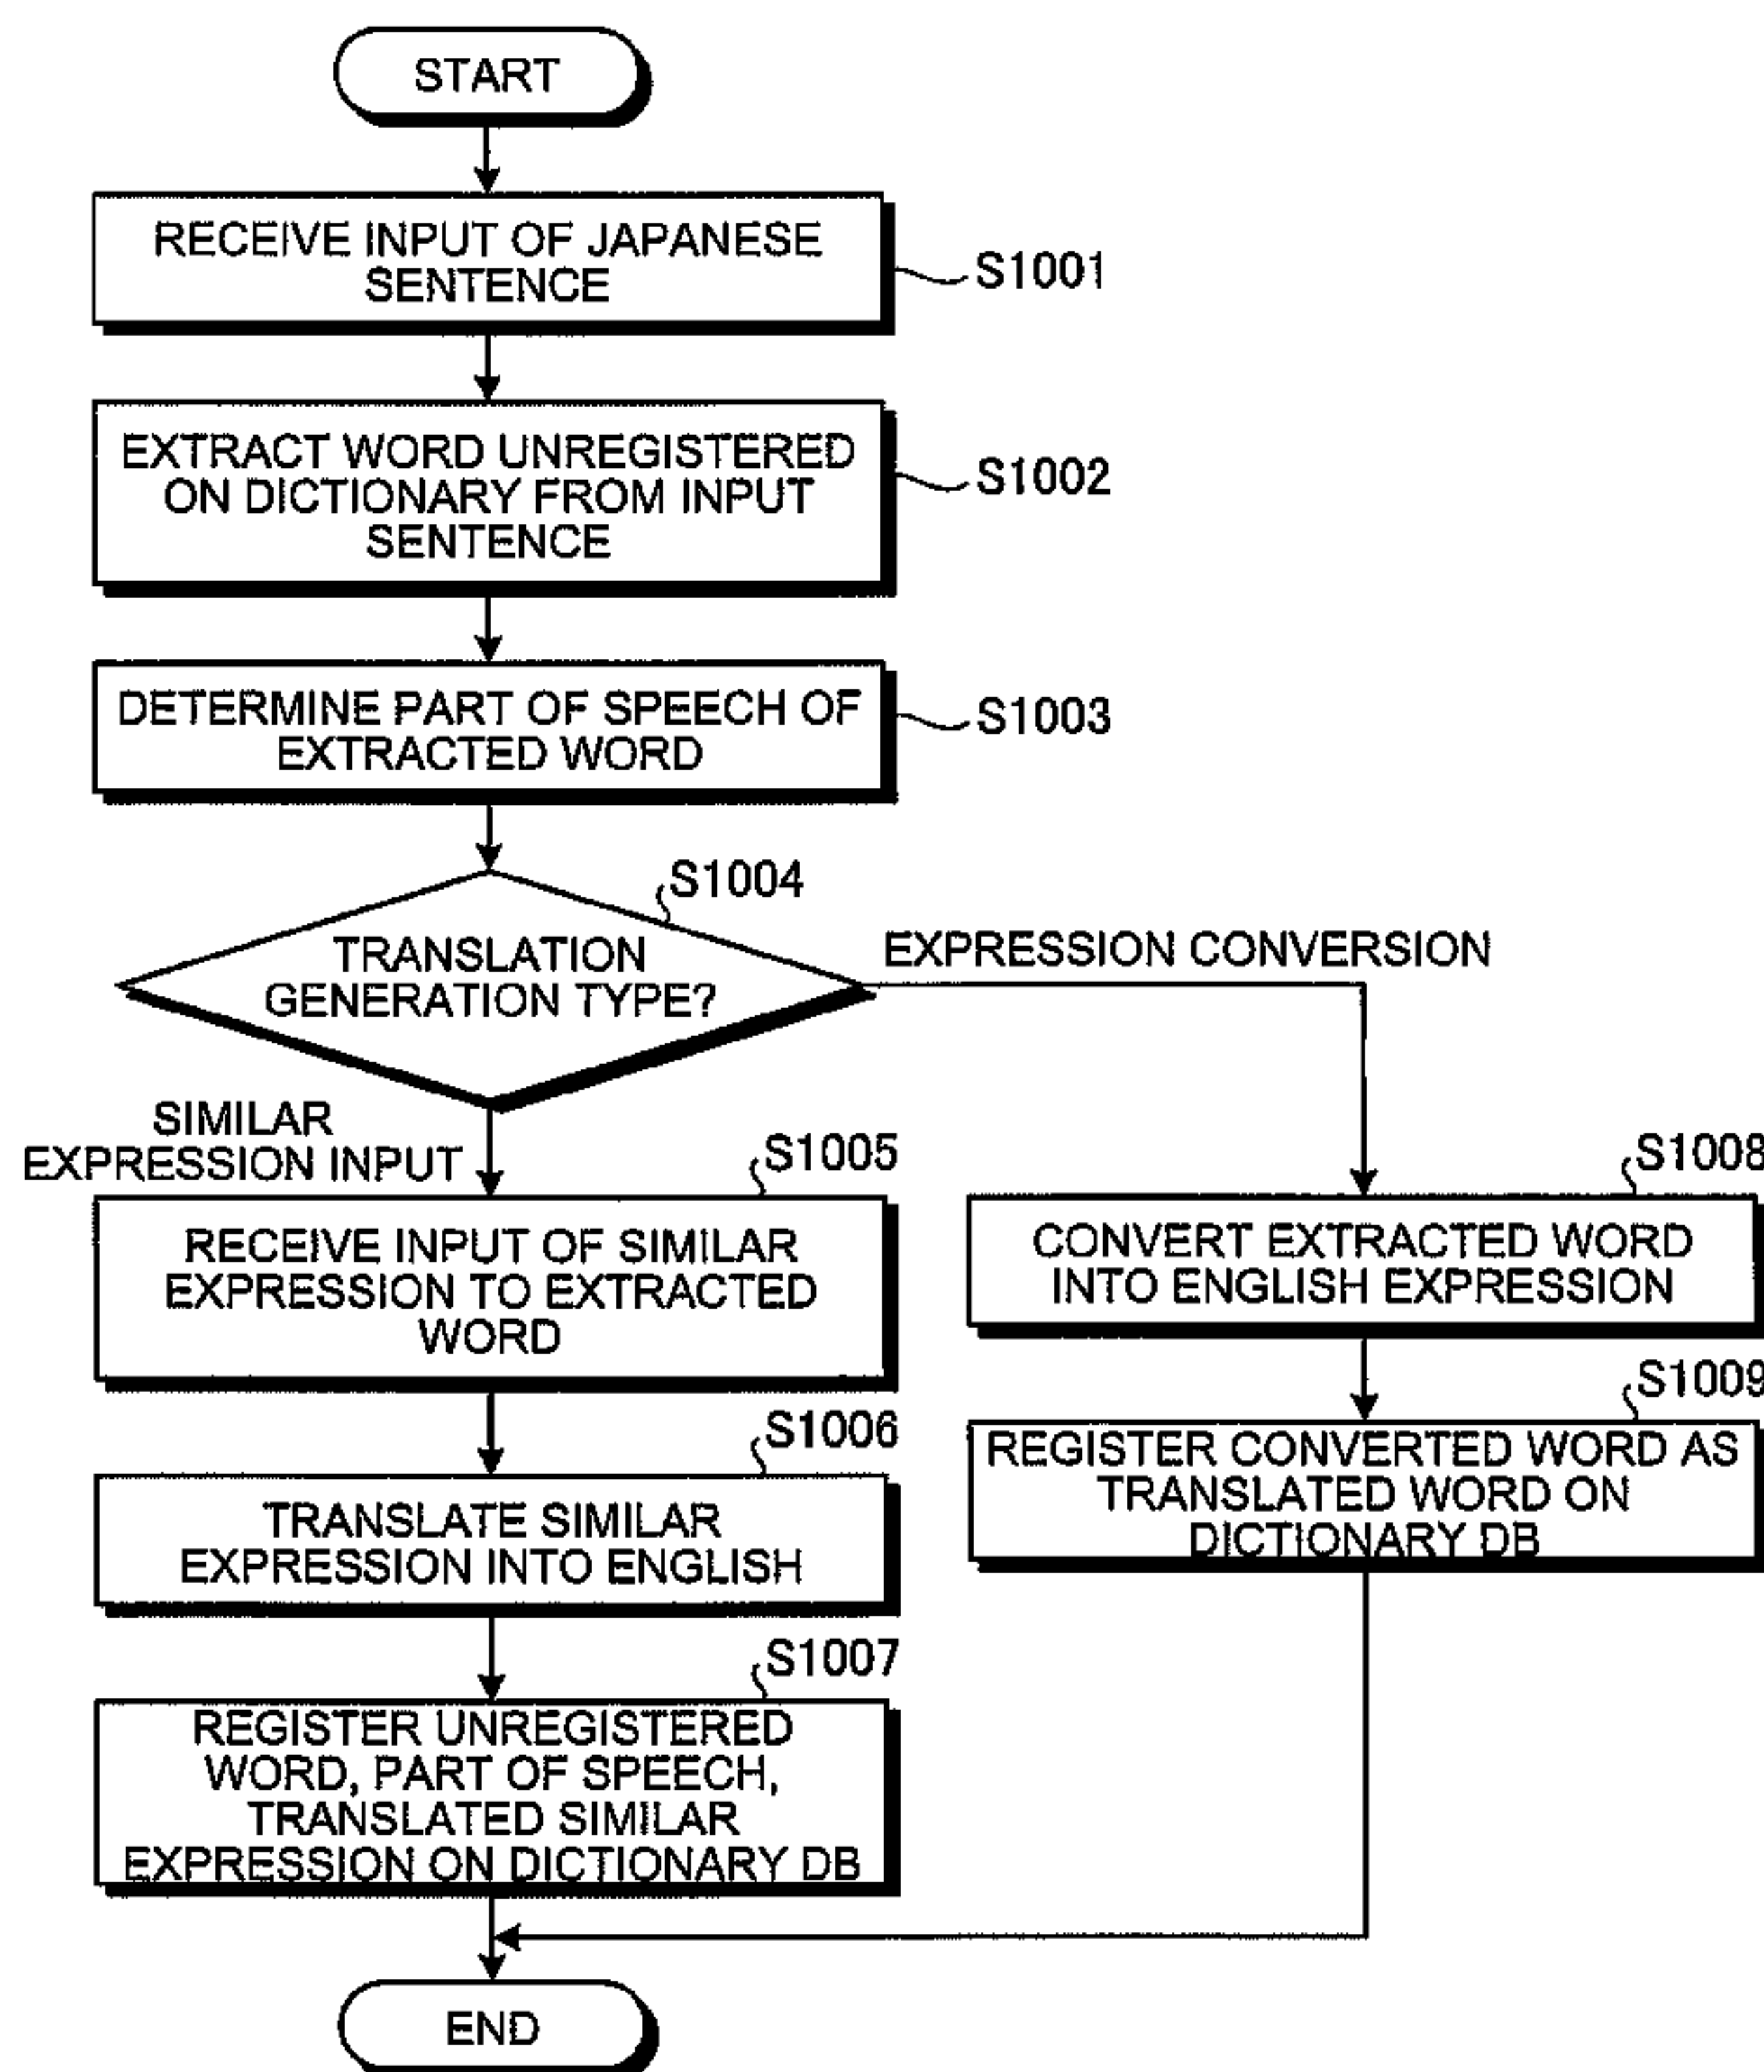 START
RECEIVE INPUT OF JAPANESE
SENTENCE
S1001
EXTRACT WORD UNREGISTERED
ON DICTIONARY FROM INPUT
SENTENCE
S1002
DETERMINE PART OF SPEECH OF
EXTRACTED WORD
S1003
S1004
TRANSLATION
GENERATION TYPE?
EXPRESSION CONVERSION
SIMILAR
EXPRESSION INPUT
S1005
RECEIVE INPUT OF SIMILAR
EXPRESSION TO EXTRACTED
WORD
S1006
TRANSLATE SIMILAR
EXPRESSION INTO ENGLISH
S1007
REGISTER UNREGISTERED
WORD, PART OF SPEECH,
TRANSLATED SIMILAR
EXPRESSION ON DICTIONARY DB
S1008
CONVERT EXTRACTED WORD
INTO ENGLISH EXPRESSION
S1009
REGISTER CONVERTED WORD AS
TRANSLATED WORD ON
DICTIONARY DB
END